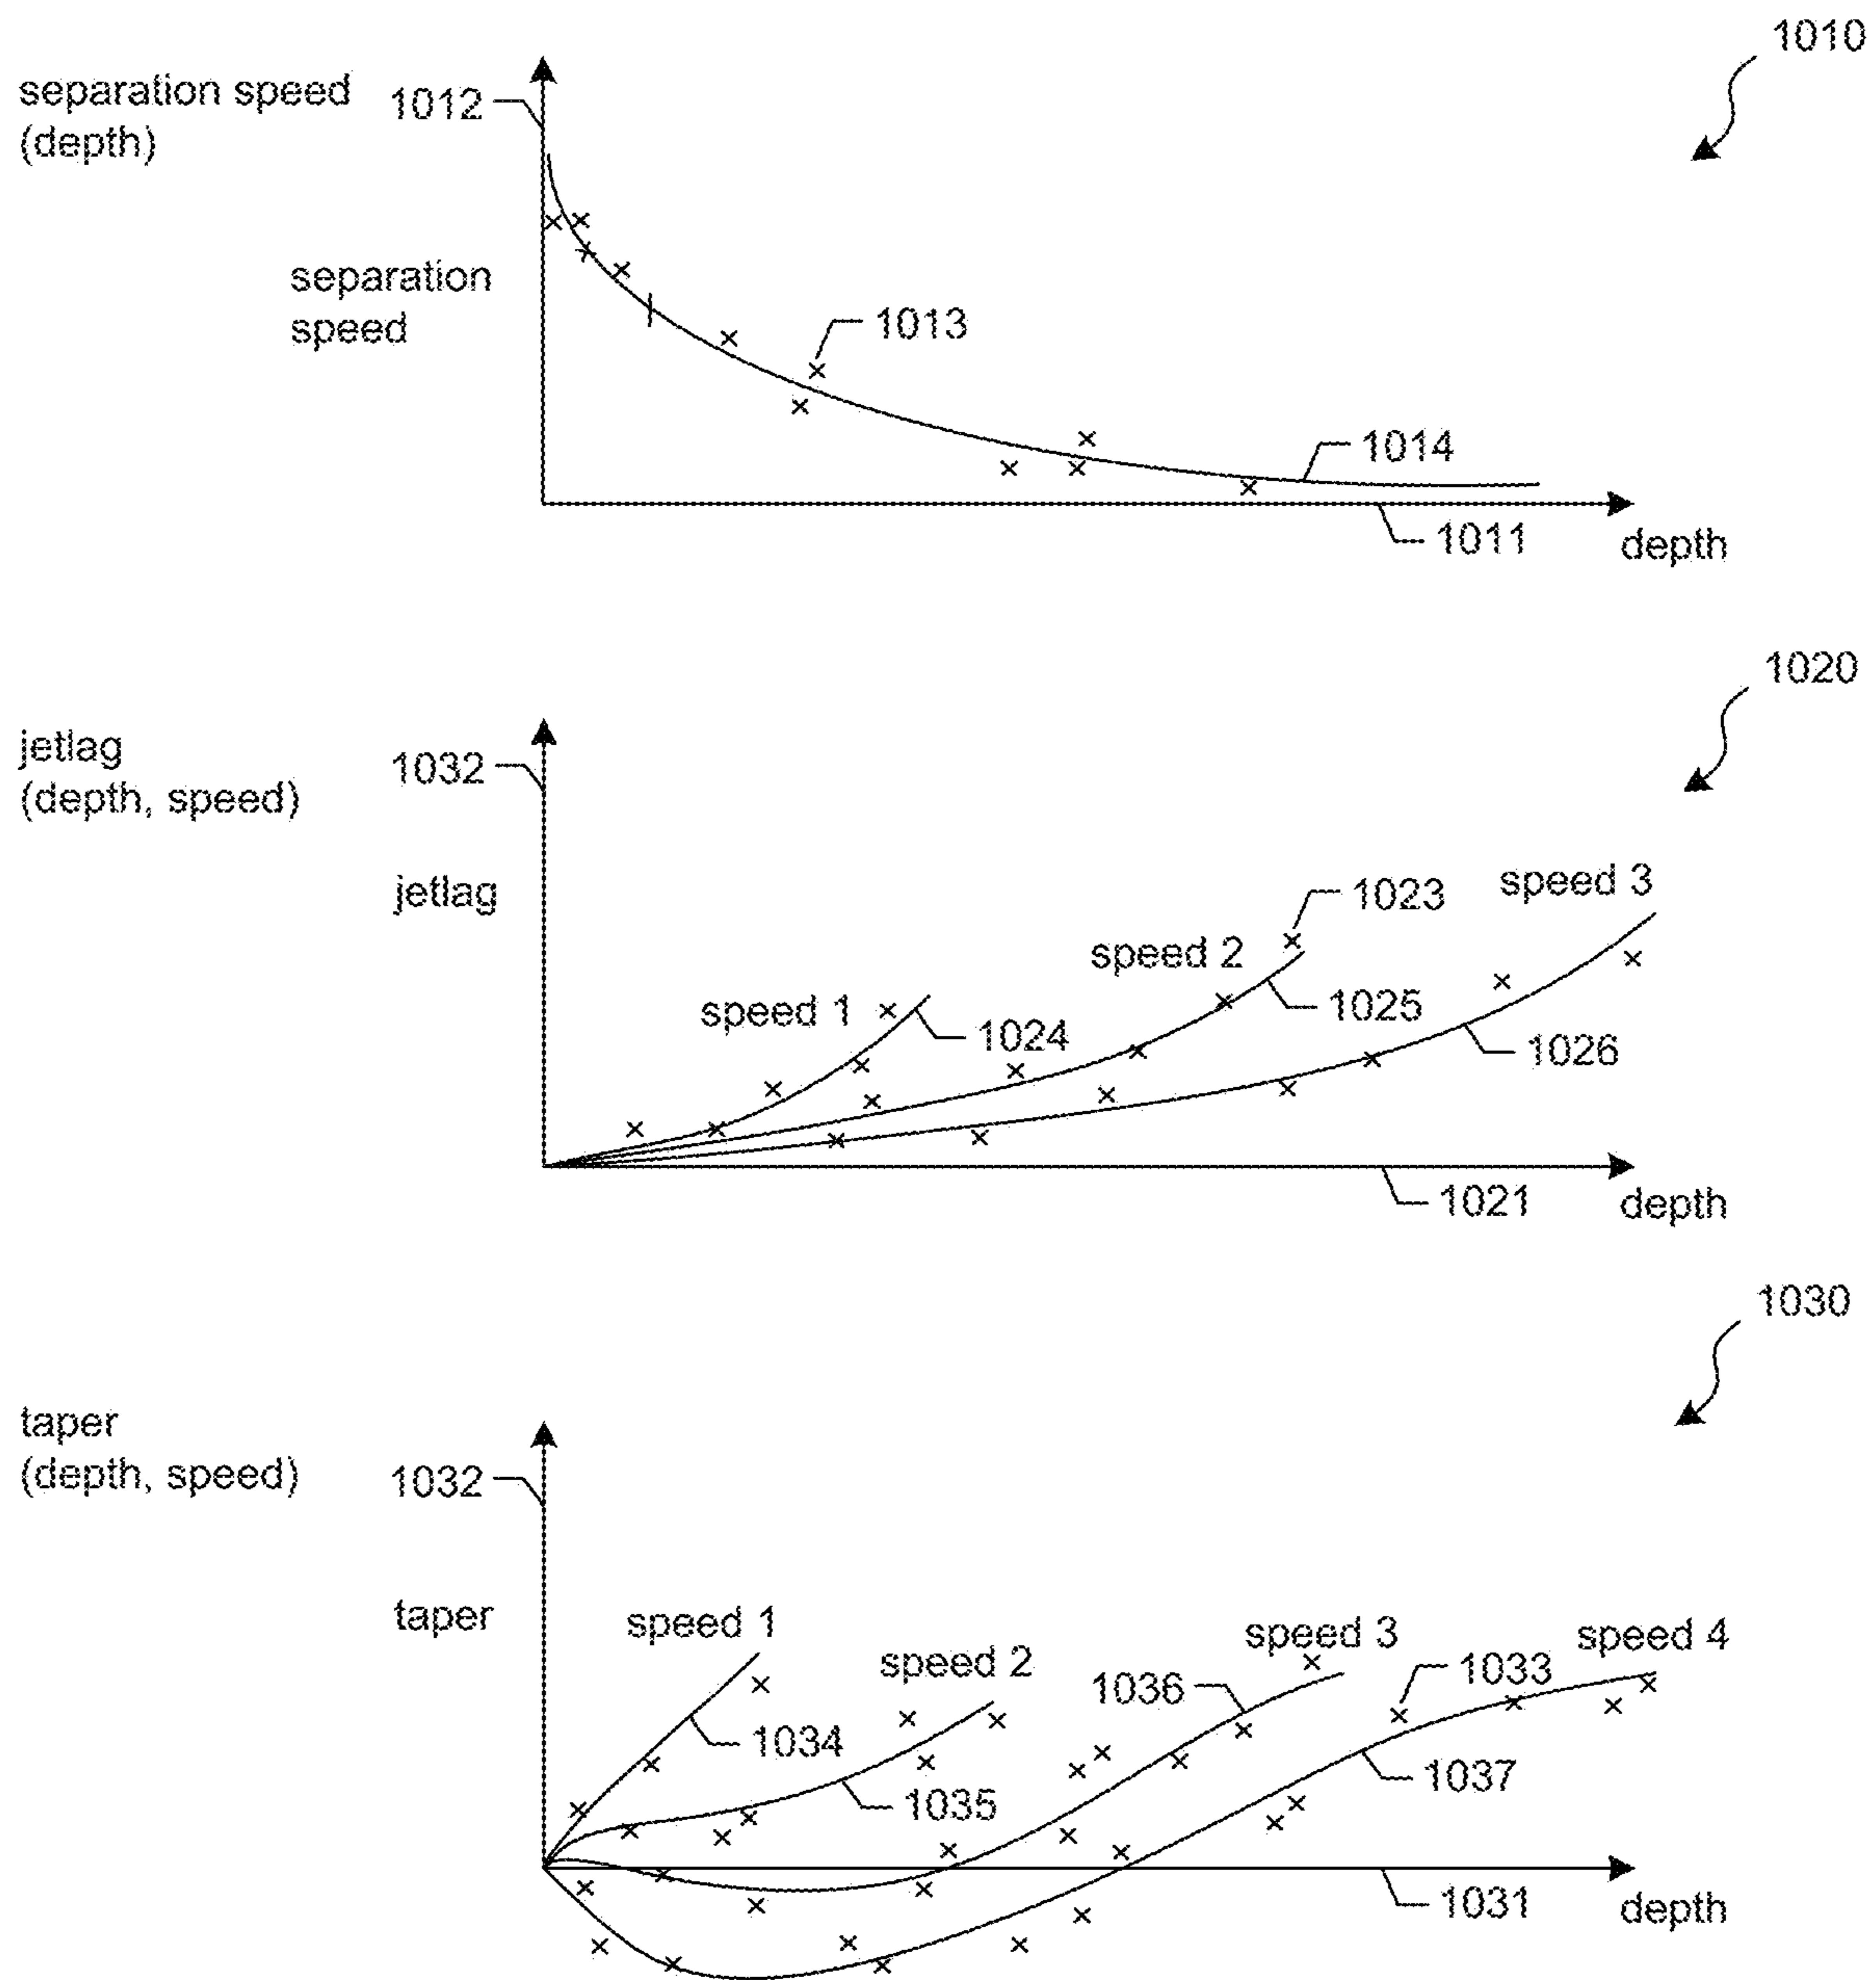 1010
separation speed
(depth)
1012
separation
speed
1013
1014
1011
depth
1020
jetlag
(depth, speed)
1032
jetlag
speed 1
speed 2
speed 3
1023
1024
1025
1026
1021
depth
1030
taper
(depth, speed)
1032
taper
speed 1
speed 2
speed 3
speed 4
1036
1033
1034
1035
1037
1031
depth